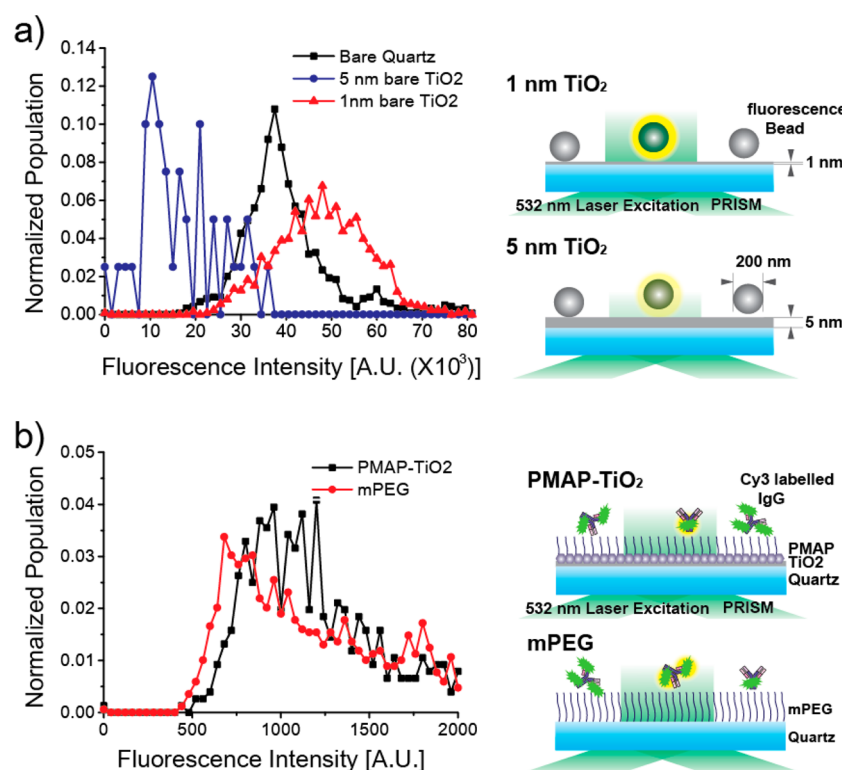 a)
0.14
0.12
0.10
0.08
0.06
0.04
0.02
0.00
Normalized Population
Bare Quartz
5 nm bare TiO2
1nm bare TiO2
0 10 20 30 40 50 60 70 80
Fluorescence Intensity [A.U. (X10³)]
1 nm TiO₂
fluorescence
Bead
1 nm
532 nm Laser Excitation PRISM
5 nm TiO₂
200 nm
5 nm
b)
0.05
0.04
0.03
0.02
0.01
0.00
Normalized Population
PMAP-TiO2
mPEG
0 500 1000 1500 2000
Fluorescence Intensity [A.U.]
PMAP-TiO₂
Cy3 labelled
IgG
PMAP
TiO2
Quartz
532 nm Laser Excitation PRISM
mPEG
mPEG
Quartz